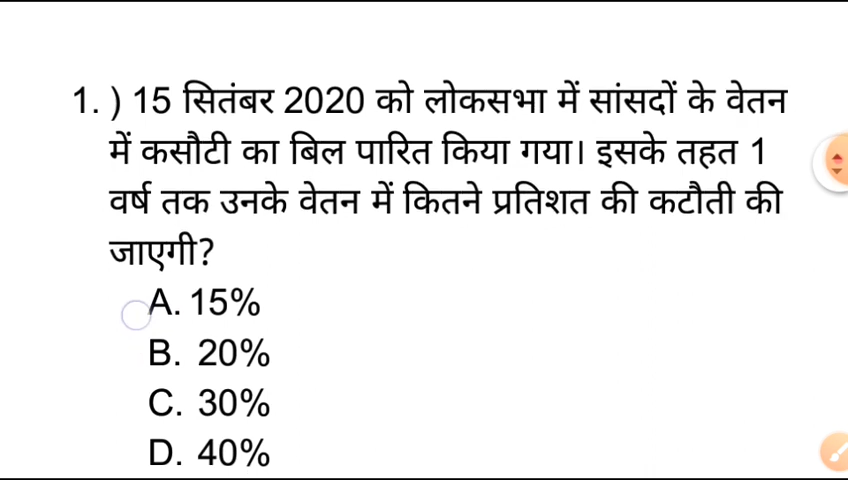 1. ) 15 सितंबर 2020 को लोकसभा में सांसदों के वेतन
में कसौटी का बिल पारित किया गया। इसके तहत 1
वर्ष तक उनके वेतन में कितने प्रतिशत की कटौती की
जाएगी?
A. 15%
B. 20%
C. 30%
D. 40%